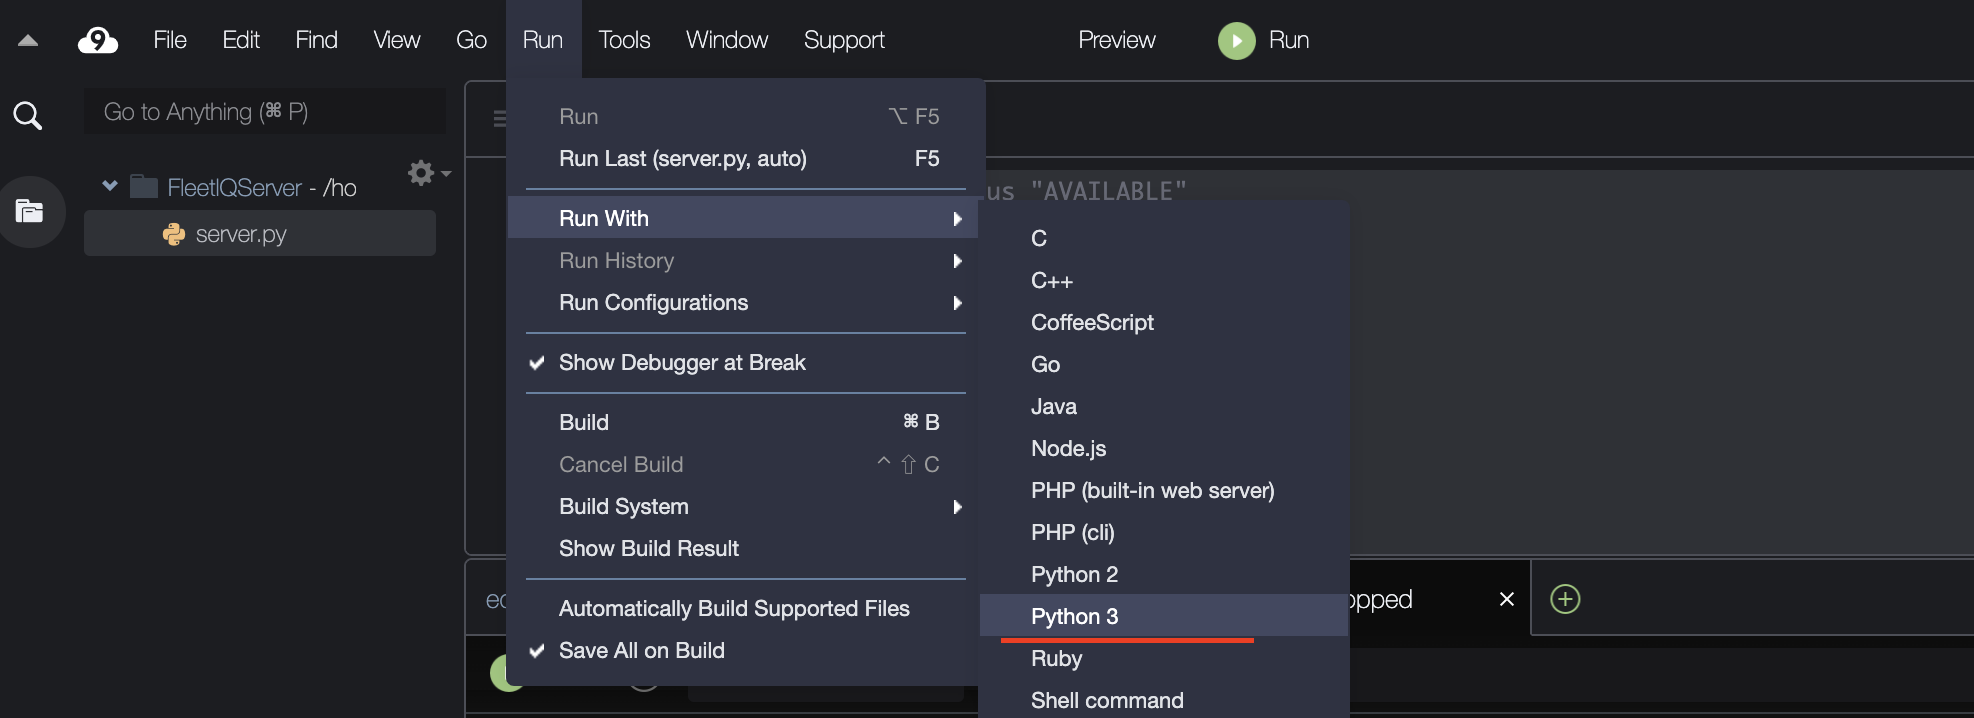 9 File Edit Find View Go Run Tools Window Support Preview Run
Go to Anything (⌘ P)
FleetIQServer - /ho
server.py
Run ⌥ F5
Run Last (server.py, auto) F5
Run With
Run History
Run Configurations
Show Debugger at Break
Build ⌘ B
Cancel Build ^ ⇧ C
Build System
Show Build Result
Automatically Build Supported Files
Save All on Build
us "AVAILABLE"
C
C++
CoffeeScript
Go
Java
Node.js
PHP (built-in web server)
PHP (cli)
Python 2
Python 3
Ruby
Shell command
ec
opped